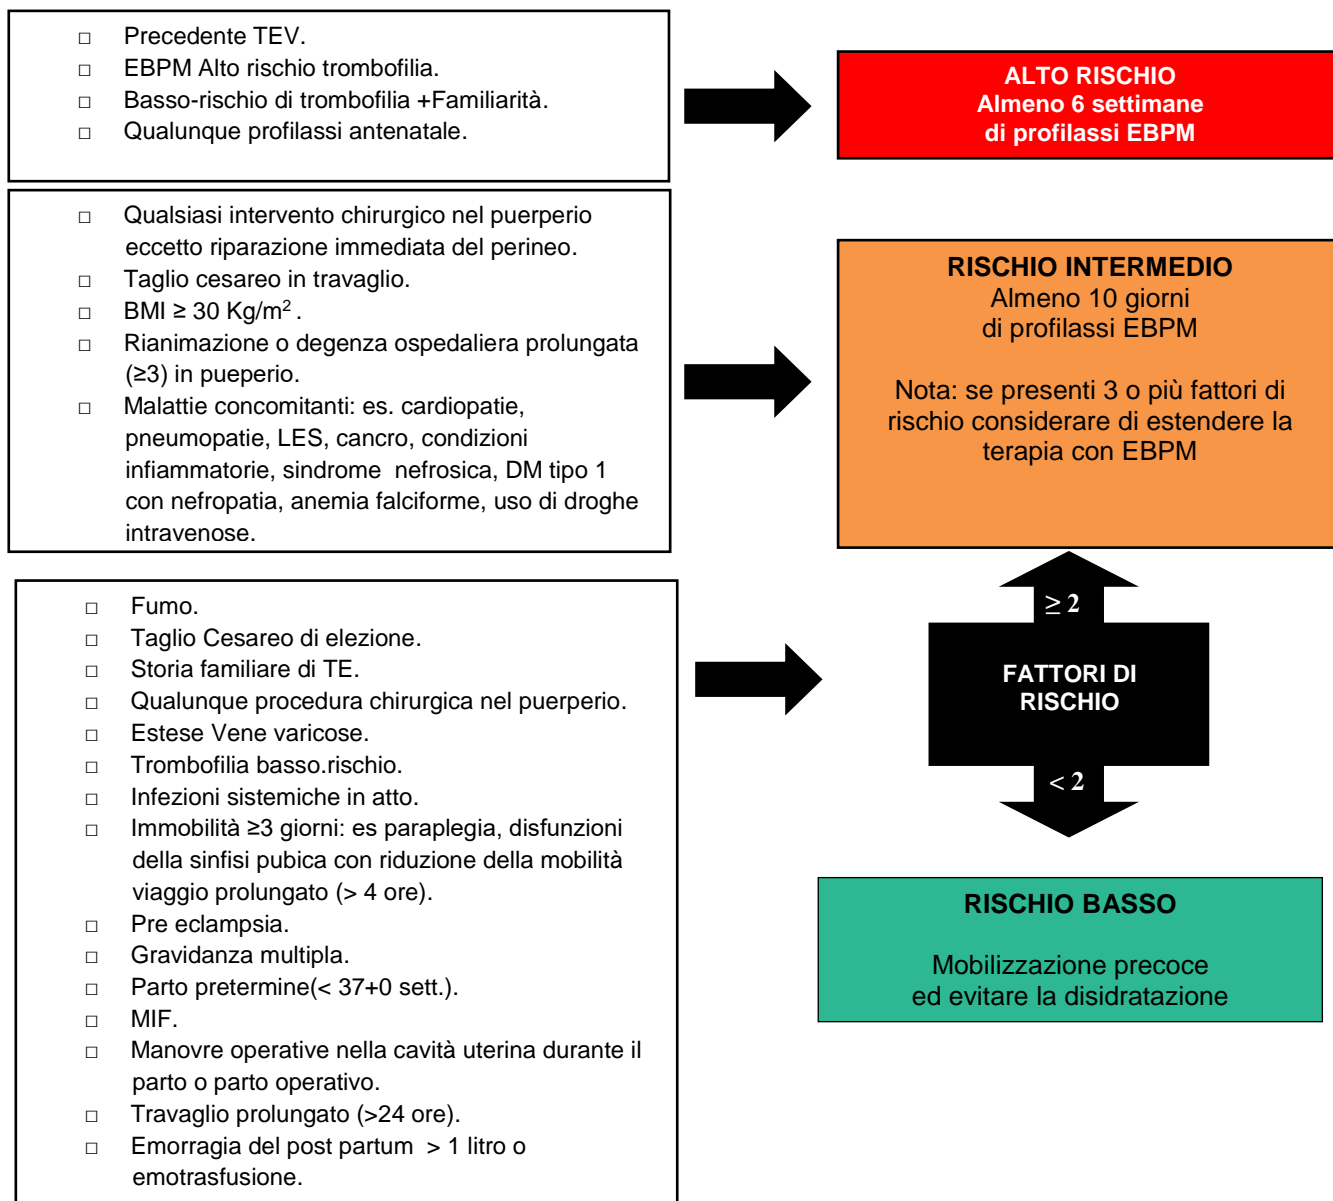 □ Precedente TEV.
□ EBPM Alto rischio trombofilia.
□ Basso-rischio di trombofilia +Familiarità.
□ Qualunque profilassi antenatale.
ALTO RISCHIO
Almeno 6 settimane
di profilassi EBPM
□ Qualsiasi intervento chirurgico nel puerperio
eccetto riparazione immediata del perineo.
□ Taglio cesareo in travaglio.
□ BMI ≥ 30 Kg/m².
□ Rianimazione o degenza ospedaliera prolungata
(≥3) in pueperio.
□ Malattie concomitanti: es. cardiopatie,
pneumopatie, LES, cancro, condizioni
infiammatorie, sindrome nefrosica, DM tipo 1
con nefropatia, anemia falciforme, uso di droghe
intravenose.
RISCHIO INTERMEDIO
Almeno 10 giorni
di profilassi EBPM
Nota: se presenti 3 o più fattori di
rischio considerare di estendere la
terapia con EBPM
□ Fumo.
□ Taglio Cesareo di elezione.
□ Storia familiare di TE.
□ Qualunque procedura chirurgica nel puerperio.
□ Estese Vene varicose.
□ Trombofilia basso.rischio.
□ Infezioni sistemiche in atto.
□ Immobilità ≥3 giorni: es paraplegia, disfunzioni
della sinfisi pubica con riduzione della mobilità
viaggio prolungato (> 4 ore).
□ Pre eclampsia.
□ Gravidanza multipla.
□ Parto pretermine(< 37+0 sett.).
□ MIF.
□ Manovre operative nella cavità uterina durante il
parto o parto operativo.
□ Travaglio prolungato (>24 ore).
□ Emorragia del post partum > 1 litro o
emotrasfusione.
≥ 2
FATTORI DI
RISCHIO
< 2
RISCHIO BASSO
Mobilizzazione precoce
ed evitare la disidratazione